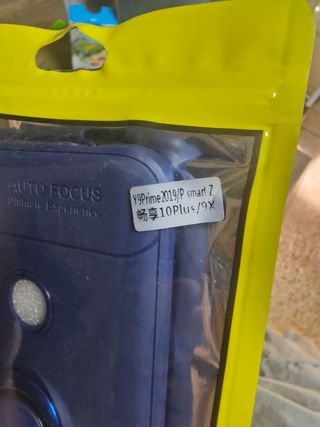 AUTO FOCUS
Ultimate Experience
Y9Prime2019/P smart Z
畅享10Plus/9X